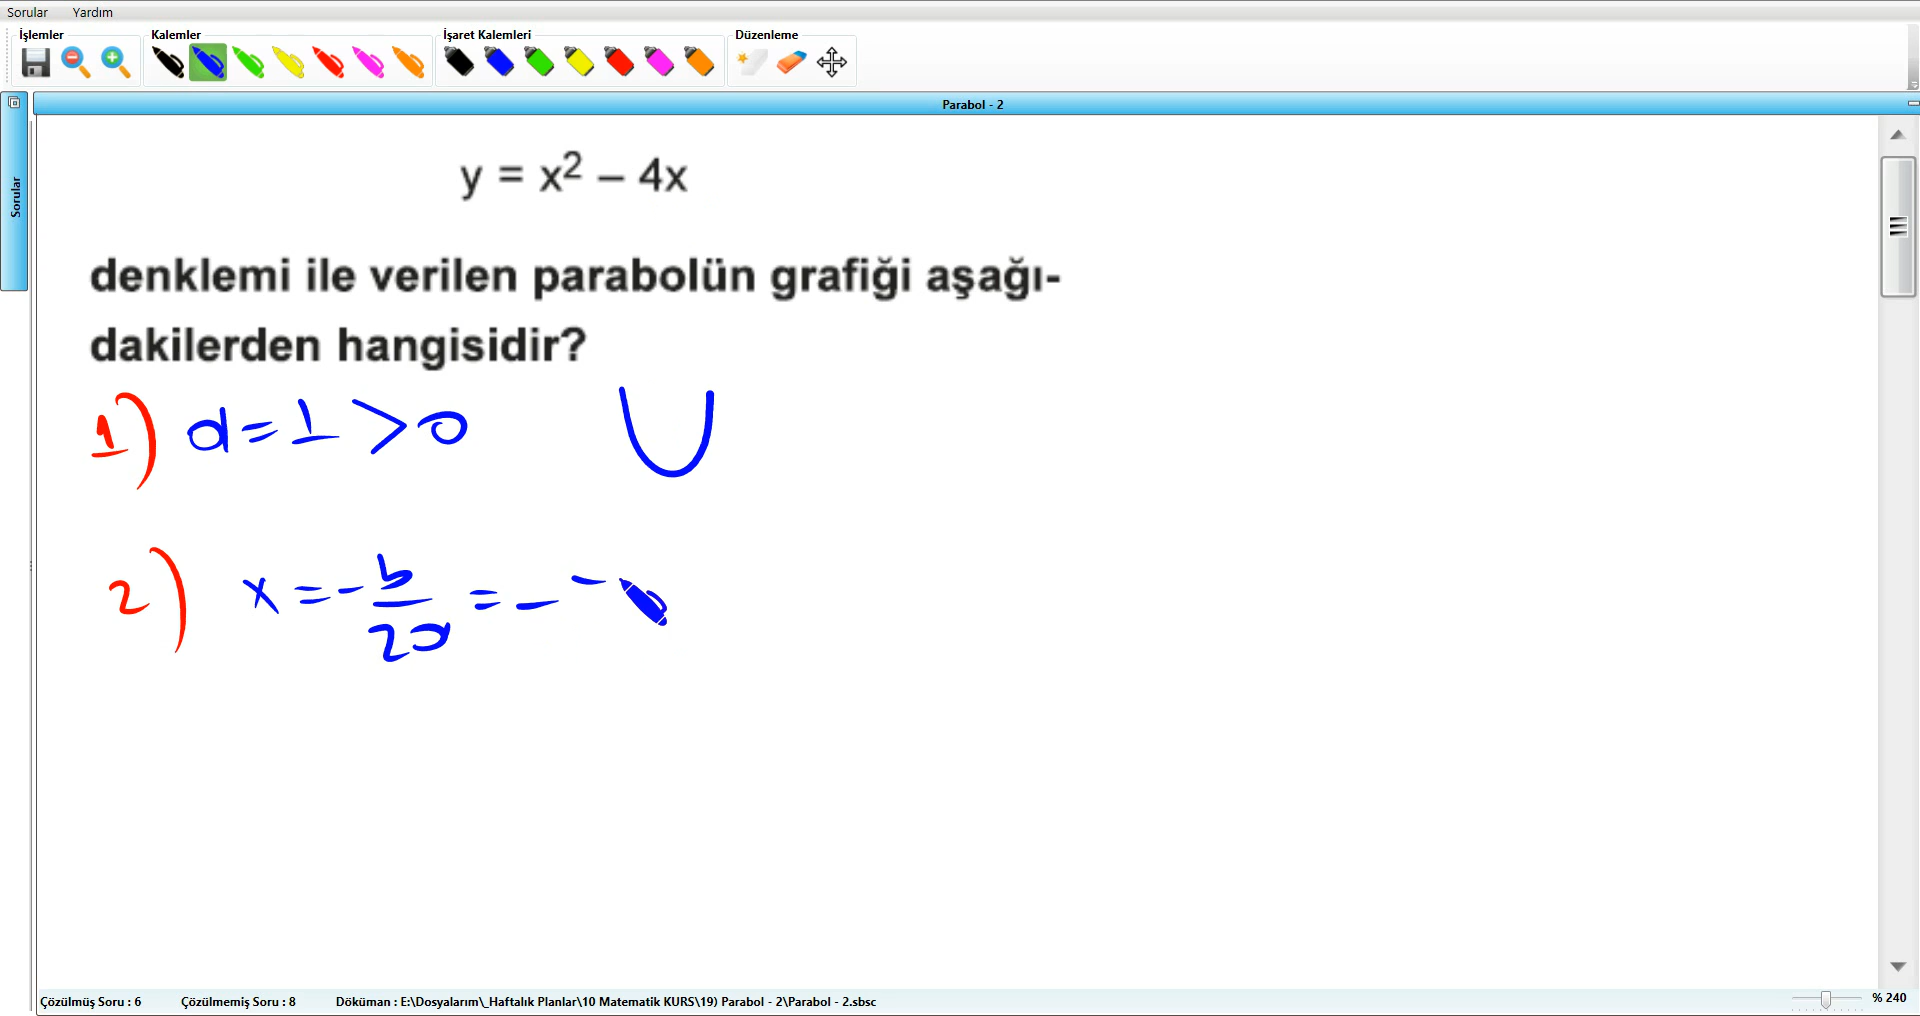 Sorular Yardım
İşlemler Kalemler İşaret Kalemleri Düzenleme
Parabol - 2
Sorular
y = x² – 4x
denklemi ile verilen parabolün grafiği aşağı-
dakilerden hangisidir?
1) a = 1 > 0
2) x = - b/2a = - -
Çözülmüş Soru : 6 Çözülmemiş Soru : 8 Döküman : E:\Dosyalarım\_Haftalık Planlar\10 Matematik KURS\19) Parabol - 2\Parabol - 2.sbsc % 240